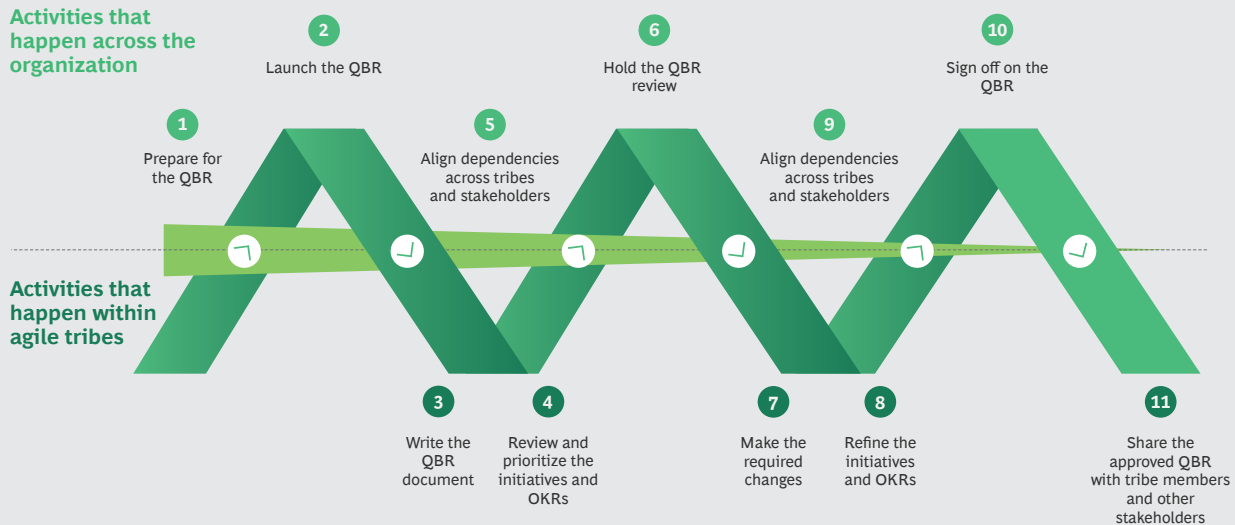 Activities that
happen across the
organization
1
Prepare for
the QBR
2
Launch the QBR
5
Align dependencies
across tribes
and stakeholders
6
Hold the QBR
review
9
Align dependencies
across tribes
and stakeholders
10
Sign off on the
QBR
Activities that
happen within
agile tribes
3
Write the
QBR
document
4
Review and
prioritize the
initiatives and
OKRs
7
Make the
required
changes
8
Refine the
initiatives
and OKRs
11
Share the
approved QBR
with tribe members
and other
stakeholders